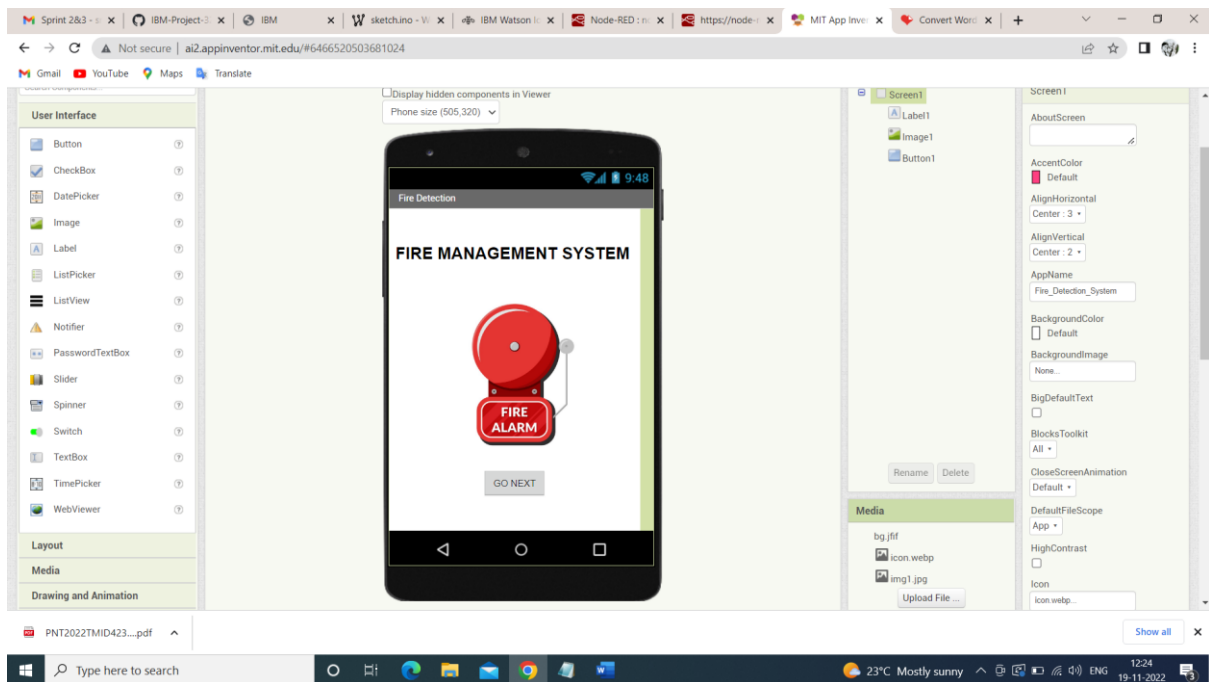 Sprint 2&3 - s
IBM-Project-3
IBM
sketch.ino - W
IBM Watson Io
Node-RED : n
https://node-r
MIT App Inver
Convert Word
Not secure | ai2.appinventor.mit.edu/#6466520503681024
Gmail YouTube Maps Translate
Search Components...
User Interface
Button
CheckBox
DatePicker
Image
Label
ListPicker
ListView
Notifier
PasswordTextBox
Slider
Spinner
Switch
TextBox
TimePicker
WebViewer
Layout
Media
Drawing and Animation
Display hidden components in Viewer
Phone size (505,320)
9:48
Fire Detection
FIRE MANAGEMENT SYSTEM
FIRE
ALARM
GO NEXT
Screen1
Label1
Image1
Button1
Rename Delete
Media
bg.jfif
icon.webp
img1.jpg
Upload File ...
Screen1
AboutScreen
AccentColor
Default
AlignHorizontal
Center : 3
AlignVertical
Center : 2
AppName
Fire_Detection_System
BackgroundColor
Default
BackgroundImage
None...
BigDefaultText
BlocksToolkit
All
CloseScreenAnimation
Default
DefaultFileScope
App
HighContrast
Icon
icon.webp...
PNT2022TMID423....pdf
Show all
Type here to search
23°C Mostly sunny
ENG
12:24
19-11-2022